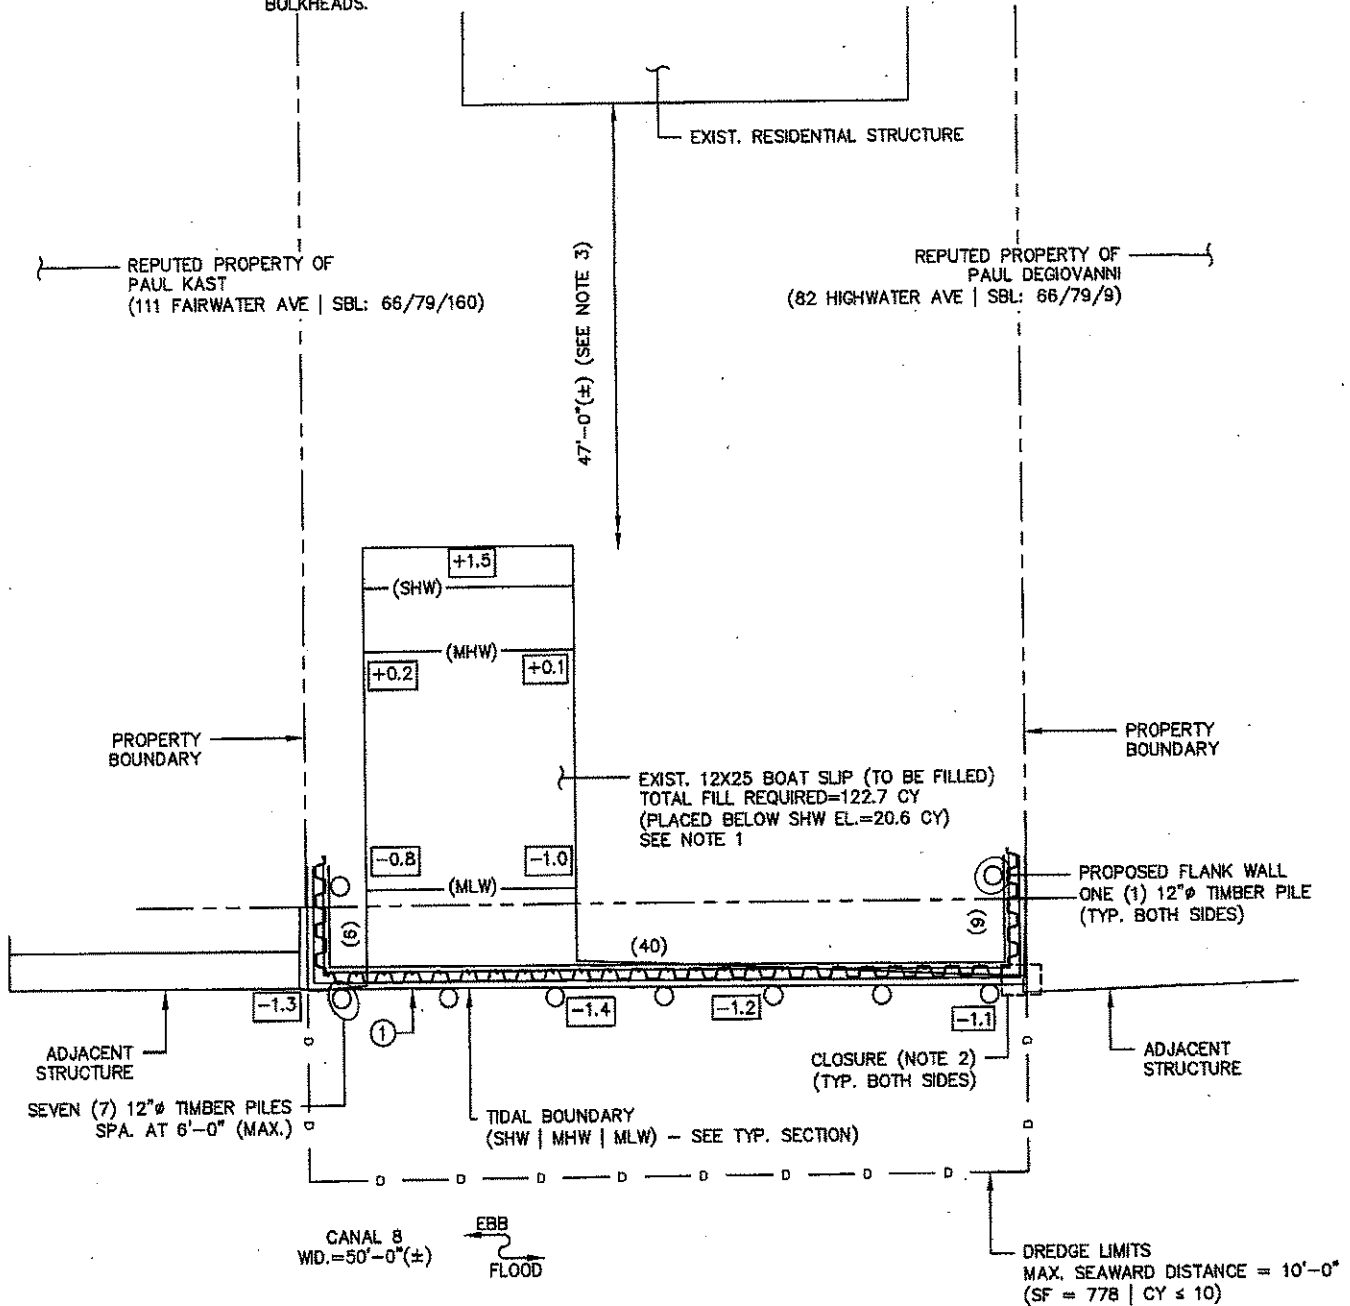 BULKHEADS.
EXIST. RESIDENTIAL STRUCTURE
REPUTED PROPERTY OF
PAUL KAST
(111 FAIRWATER AVE | SBL: 66/79/160)
REPUTED PROPERTY OF
PAUL DEGIOVANNI
(82 HIGHWATER AVE | SBL: 66/79/9)
47'-0"(±) (SEE NOTE 3)
+1.5
(SHW)
(MHW)
+0.2
+0.1
PROPERTY
BOUNDARY
PROPERTY
BOUNDARY
EXIST. 12X25 BOAT SLIP (TO BE FILLED)
TOTAL FILL REQUIRED=122.7 CY
(PLACED BELOW SHW EL.=20.6 CY)
SEE NOTE 1
-0.8
-1.0
(MLW)
PROPOSED FLANK WALL
ONE (1) 12"ø TIMBER PILE
(TYP. BOTH SIDES)
(6)
(40)
(6)
-1.3
-1.4
-1.2
-1.1
1
ADJACENT
STRUCTURE
CLOSURE (NOTE 2)
(TYP. BOTH SIDES)
ADJACENT
STRUCTURE
SEVEN (7) 12"ø TIMBER PILES
SPA. AT 6'-0" (MAX.)
TIDAL BOUNDARY
(SHW | MHW | MLW) - SEE TYP. SECTION)
D
D
D
D
D D D D D D D D
CANAL 8
WID.=50'-0"(±)
EBB
FLOOD
DREDGE LIMITS
MAX. SEAWARD DISTANCE = 10'-0"
(SF = 778 | CY ≤ 10)